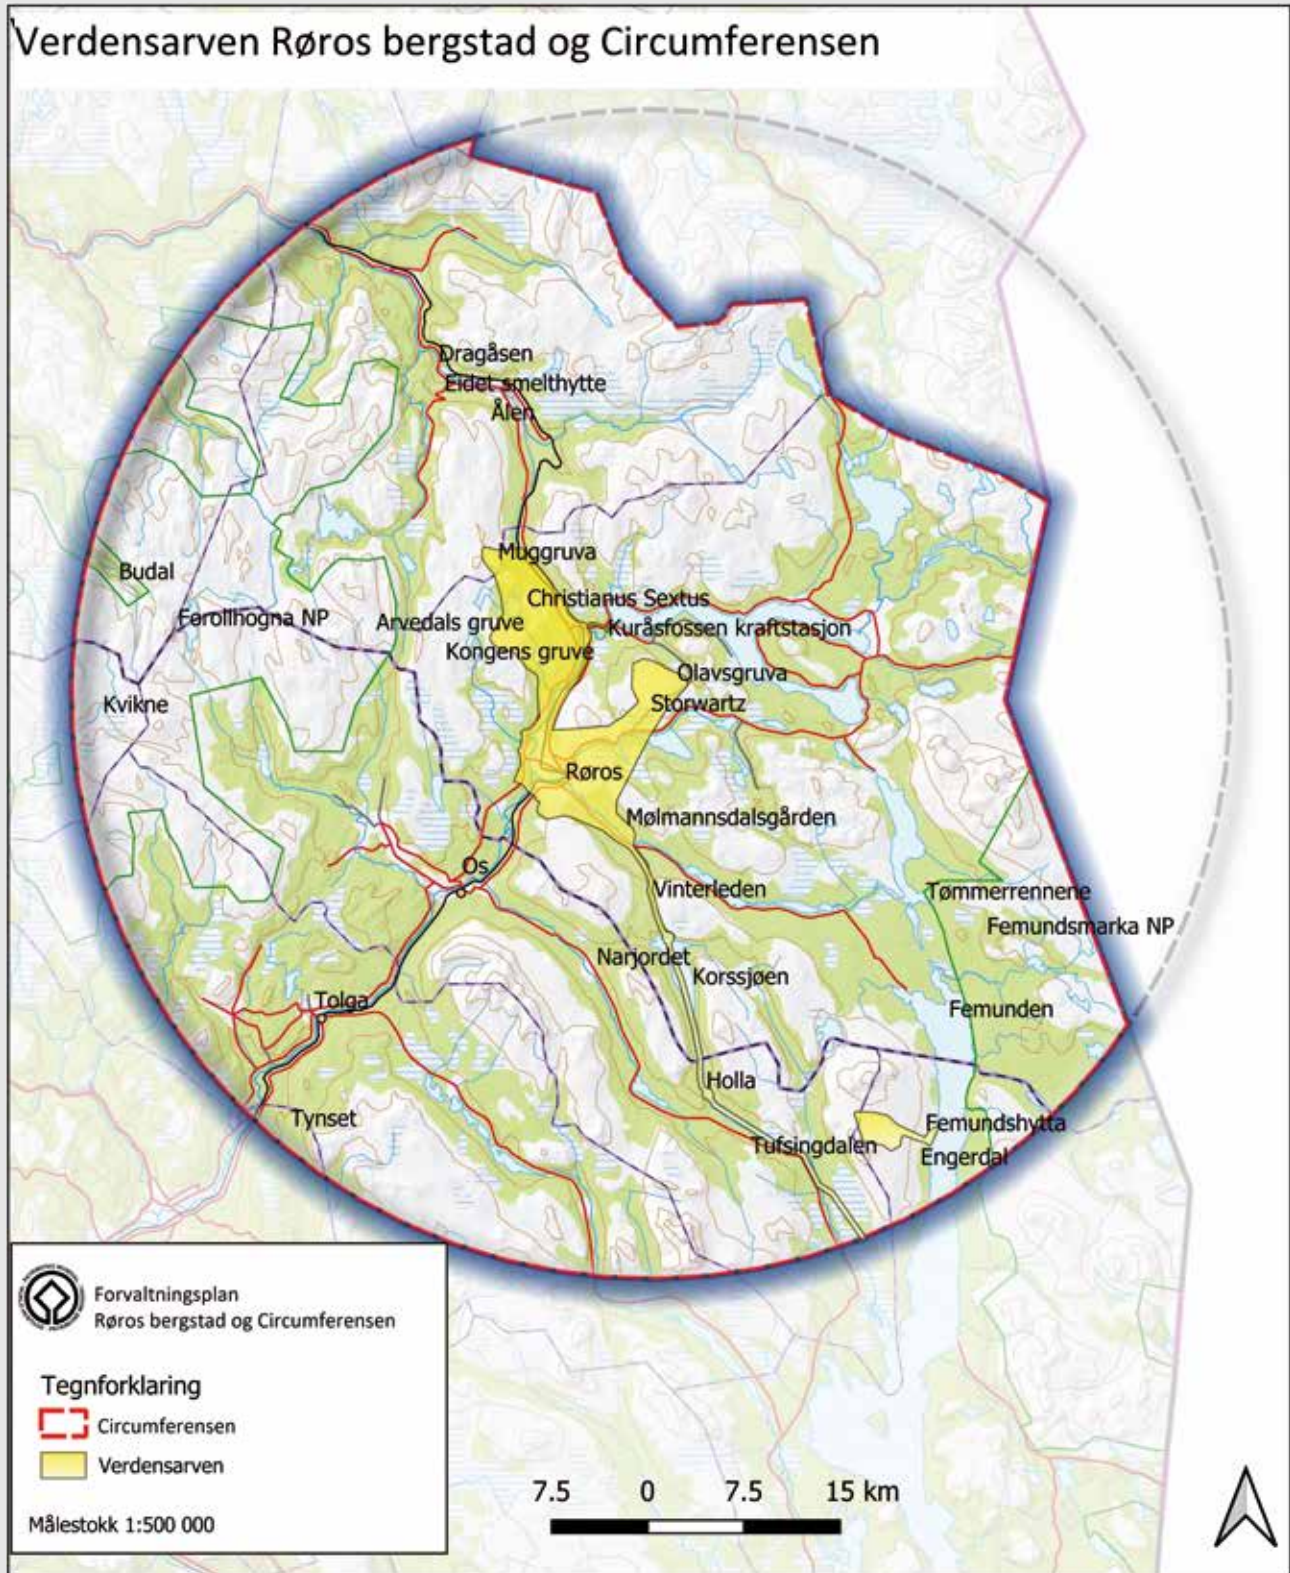 Verdensarven Røros bergstad og Circumferensen
Dragåsen
Eidet smelthytte
Ålen
Muggruva
Budal
Christianus Sextus
Forollhogna NP
Arvedals gruve
Kuråsfossen kraftstasjon
Kongens gruve
Olavsgruva
Kvikne
Storwartz
Røros
Mølmannsdalsgården
Os
Vinterleden
Tømmerrennene
Femundsmarka NP
Narjordet
Korssjøen
Tolga
Femunden
Holla
Tynset
Femundshytta
Tufsingdalen
Engerdal
Forvaltningsplan
Røros bergstad og Circumferensen
Tegnforklaring
Circumferensen
Verdensarven
Målestokk 1:500 000
7.5 0 7.5 15 km